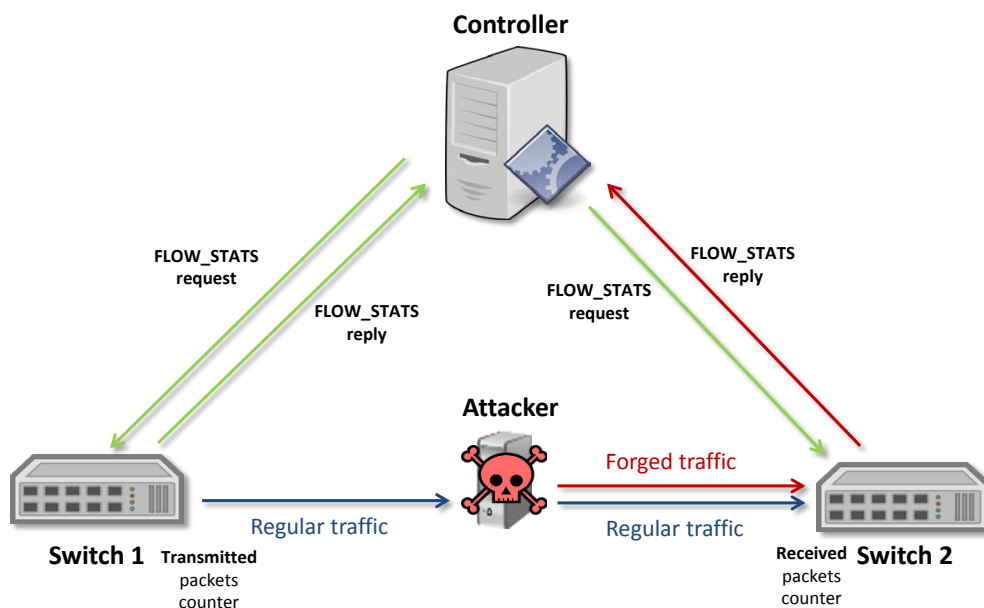 Controller
FLOW_STATS
request
FLOW_STATS
reply
FLOW_STATS
reply
FLOW_STATS
request
Attacker
Forged traffic
Regular traffic
Regular traffic
Switch 1
Transmitted
packets
counter
Received
packets
counter
Switch 2